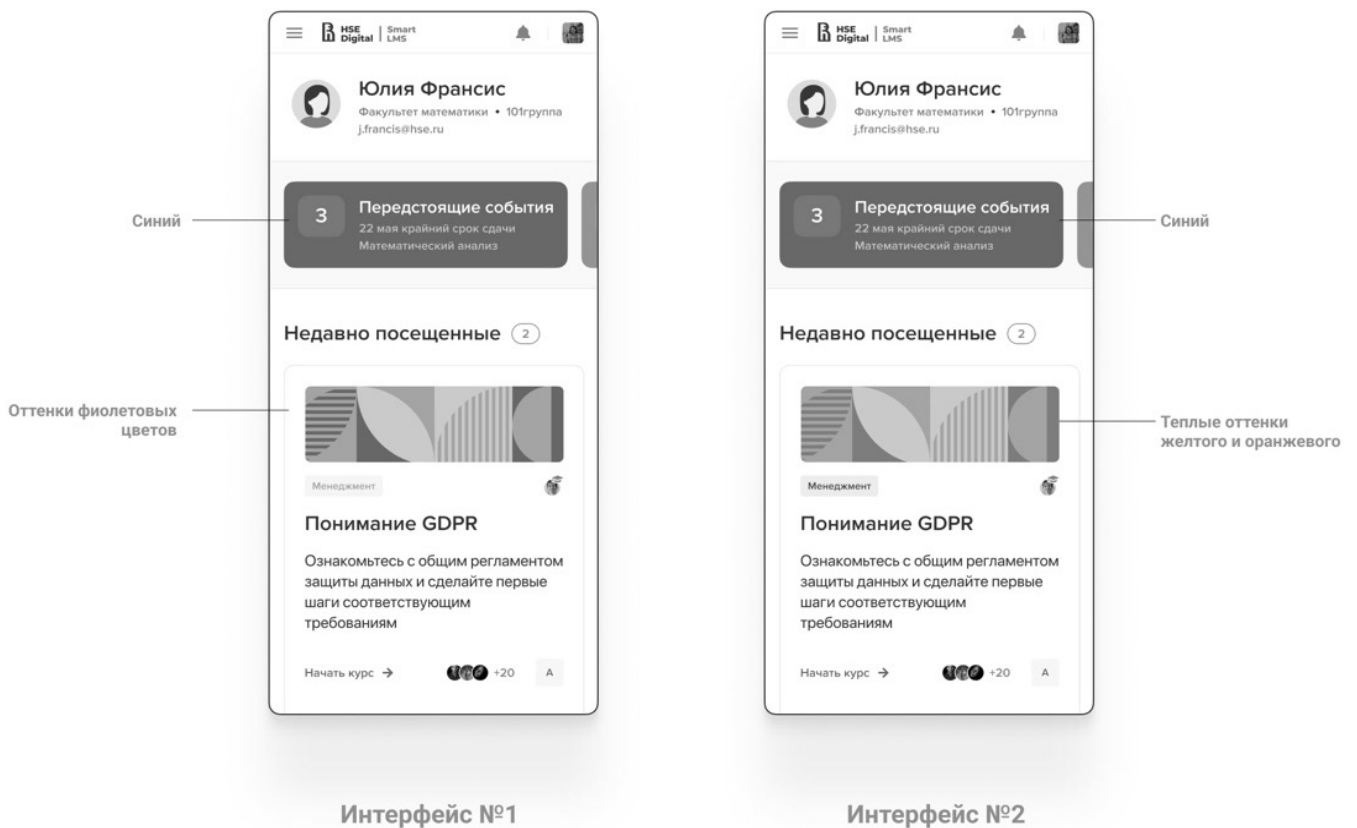 HSE
Digital
Smart
LMS
Юлия Франсис
Факультет математики • 101группа
j.francis@hse.ru
3
Передстоящие события
22 мая крайний срок сдачи
Математический анализ
Недавно посещенные 2
Менеджмент
Понимание GDPR
Ознакомьтесь с общим регламентом
защиты данных и сделайте первые
шаги соответствующим
требованиям
Начать курс → +20 A
Синий
Оттенки фиолетовых
цветов
Интерфейс №1
HSE
Digital
Smart
LMS
Юлия Франсис
Факультет математики • 101группа
j.francis@hse.ru
3
Передстоящие события
22 мая крайний срок сдачи
Математический анализ
Недавно посещенные 2
Менеджмент
Понимание GDPR
Ознакомьтесь с общим регламентом
защиты данных и сделайте первые
шаги соответствующим
требованиям
Начать курс → +20 A
Синий
Теплые оттенки
желтого и оранжевого
Интерфейс №2